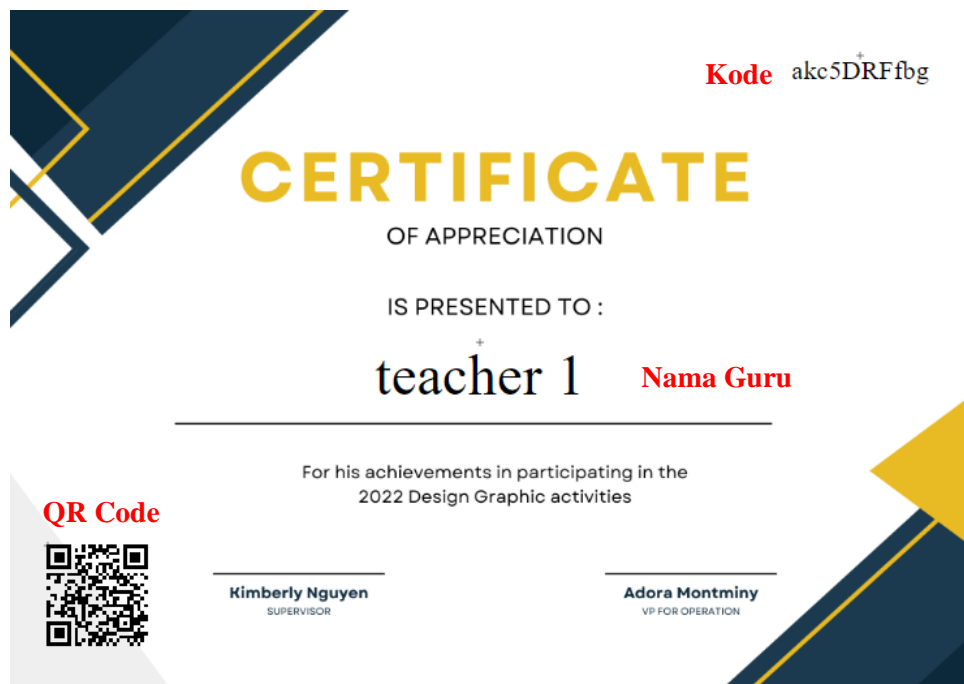 Kode akc5DRFfbg
CERTIFICATE
OF APPRECIATION
IS PRESENTED TO :
teacher 1 Nama Guru
For his achievements in participating in the
2022 Design Graphic activities
QR Code
Kimberly Nguyen
SUPERVISOR
Adora Montminy
VP FOR OPERATION